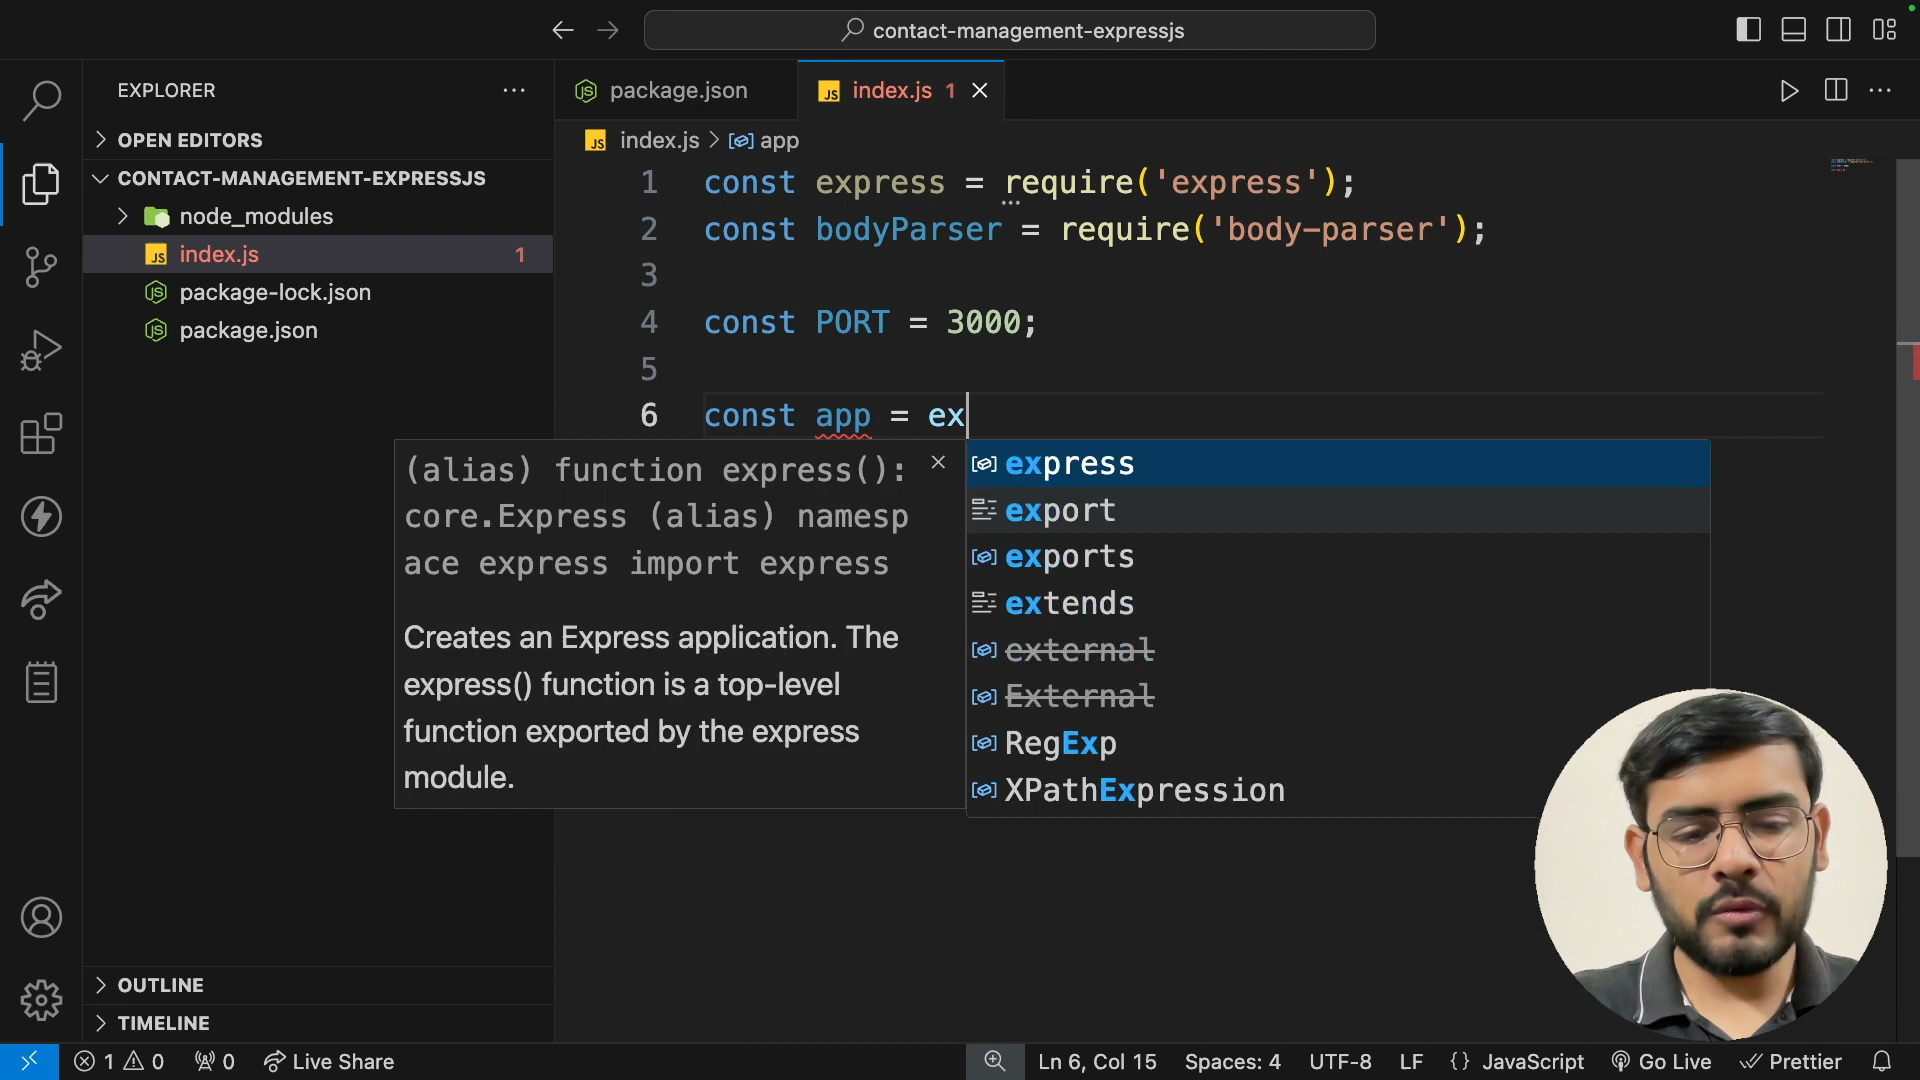 contact-management-expressjs
EXPLORER
OPEN EDITORS
CONTACT-MANAGEMENT-EXPRESSJS
node_modules
index.js 1
package-lock.json
package.json
OUTLINE
TIMELINE
package.json
index.js 1
index.js > app
1 const express = require('express');
2 const bodyParser = require('body-parser');
3
4 const PORT = 3000;
5
6 const app = ex
(alias) function express():
core.Express (alias) namesp
ace express import express
Creates an Express application. The
express() function is a top-level
function exported by the express
module.
express
export
exports
extends
external
External
RegExp
XPathExpression
1 0 0 Live Share Ln 6, Col 15 Spaces: 4 UTF-8 LF {} JavaScript Go Live Prettier